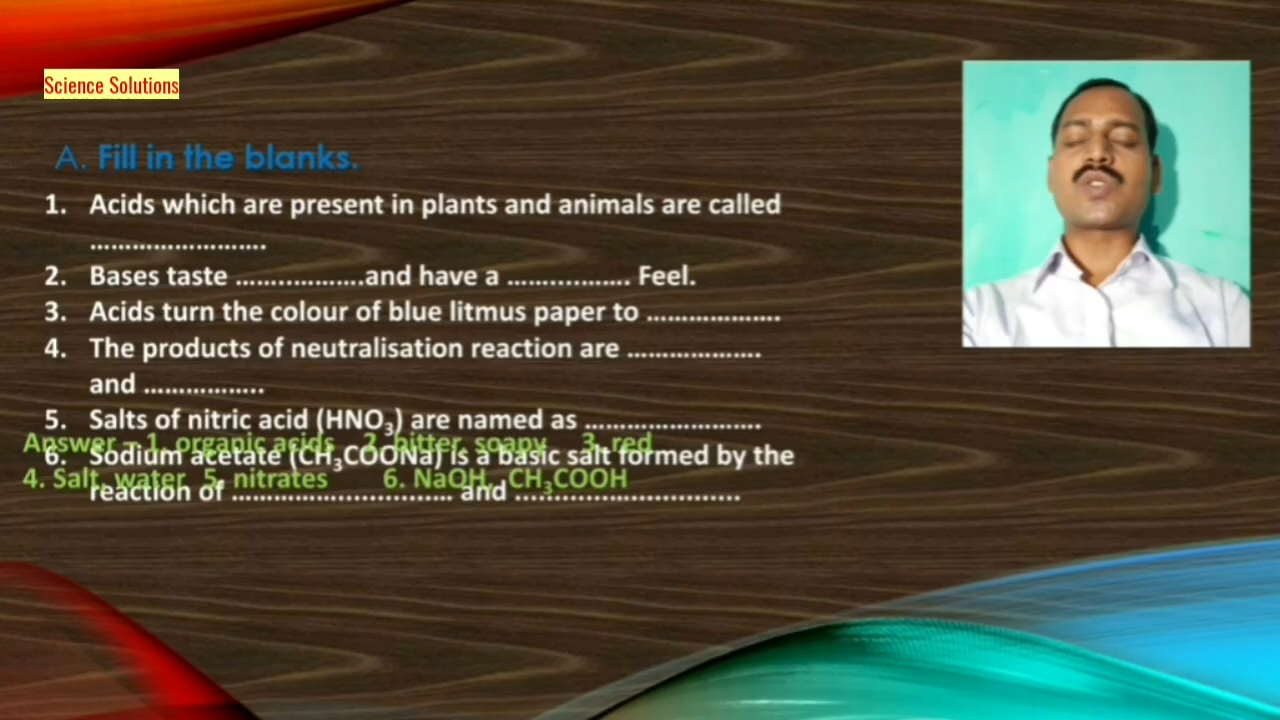 Science Solutions
A. Fill in the blanks.
1. Acids which are present in plants and animals are called
…………………….
2. Bases taste ……..……….and have a ……...……. Feel.
3. Acids turn the colour of blue litmus paper to ……………….
4. The products of neutralisation reaction are ……………….
and ……………..
5. Salts of nitric acid (HNO₃) are named as …………………….
Answer – 1. organic acids 2. bitter, soapy 3. red
6. Sodium acetate (CH₃COONa) is a basic salt formed by the
4. Salt, water 5. nitrates 6. NaOH, CH₃COOH
reaction of ……………............… and ...........…...............